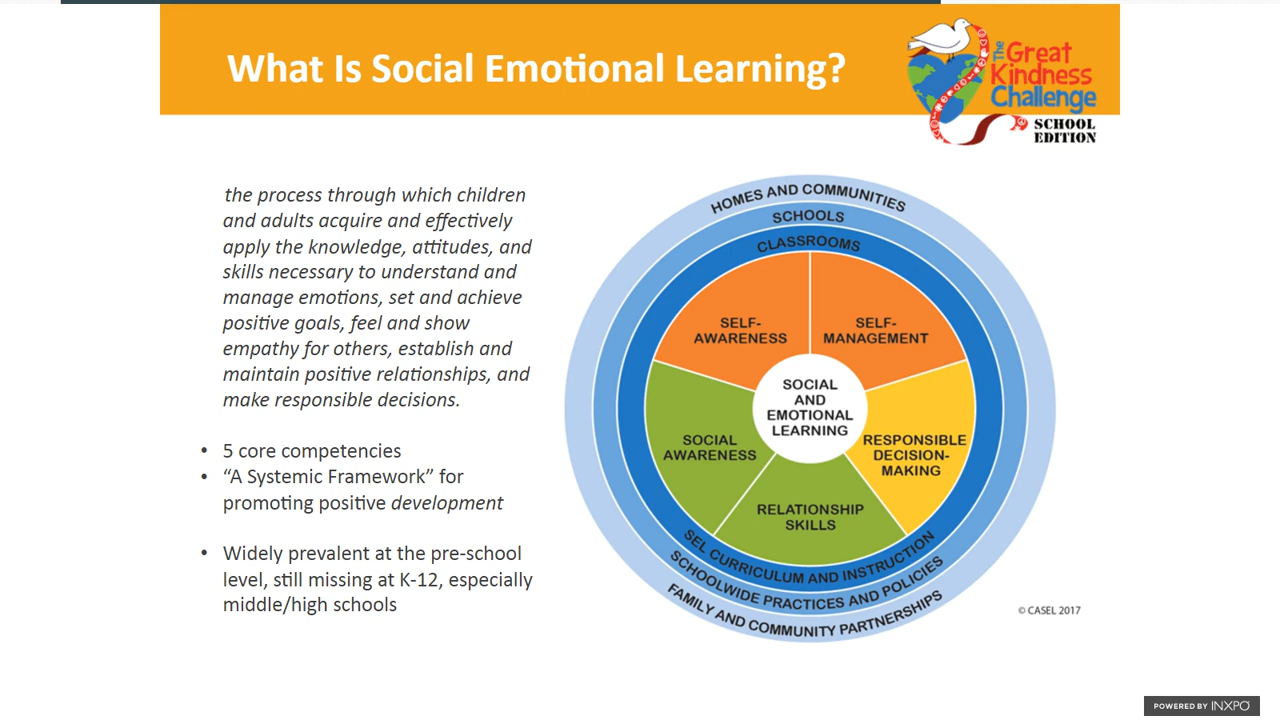 What Is Social Emotional Learning?
The
Great
Kindness
Challenge
SCHOOL
EDITION
the process through which children
and adults acquire and effectively
apply the knowledge, attitudes, and
skills necessary to understand and
manage emotions, set and achieve
positive goals, feel and show
empathy for others, establish and
maintain positive relationships, and
make responsible decisions.
• 5 core competencies
• “A Systemic Framework” for
promoting positive development
• Widely prevalent at the pre-school
level, still missing at K-12, especially
middle/high schools
HOMES AND COMMUNITIES
SCHOOLS
CLASSROOMS
SELF-
AWARENESS
SELF-
MANAGEMENT
SOCIAL
AND
EMOTIONAL
LEARNING
SOCIAL
AWARENESS
RESPONSIBLE
DECISION-
MAKING
RELATIONSHIP
SKILLS
SEL CURRICULUM AND INSTRUCTION
SCHOOLWIDE PRACTICES AND POLICIES
FAMILY AND COMMUNITY PARTNERSHIPS
© CASEL 2017
POWERED BY INXPO